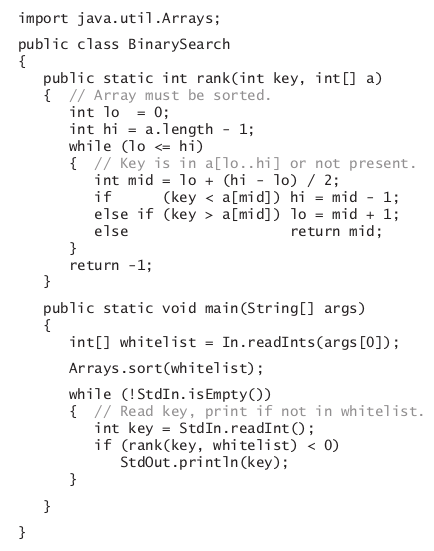 import java.util.Arrays;
public class BinarySearch
{
   public static int rank(int key, int[] a)
   {  // Array must be sorted.
      int lo  = 0;
      int hi = a.length - 1;
      while (lo <= hi)
      {  // Key is in a[lo..hi] or not present.
         int mid = lo + (hi - lo) / 2;
         if      (key < a[mid]) hi = mid - 1;
         else if (key > a[mid]) lo = mid + 1;
         else                   return mid;
      }
      return -1;
   }
   public static void main(String[] args)
   {
      int[] whitelist = In.readInts(args[0]);
      Arrays.sort(whitelist);
      while (!StdIn.isEmpty())
      {  // Read key, print if not in whitelist.
         int key = StdIn.readInt();
         if (rank(key, whitelist) < 0)
            StdOut.println(key);
      }
   }
}